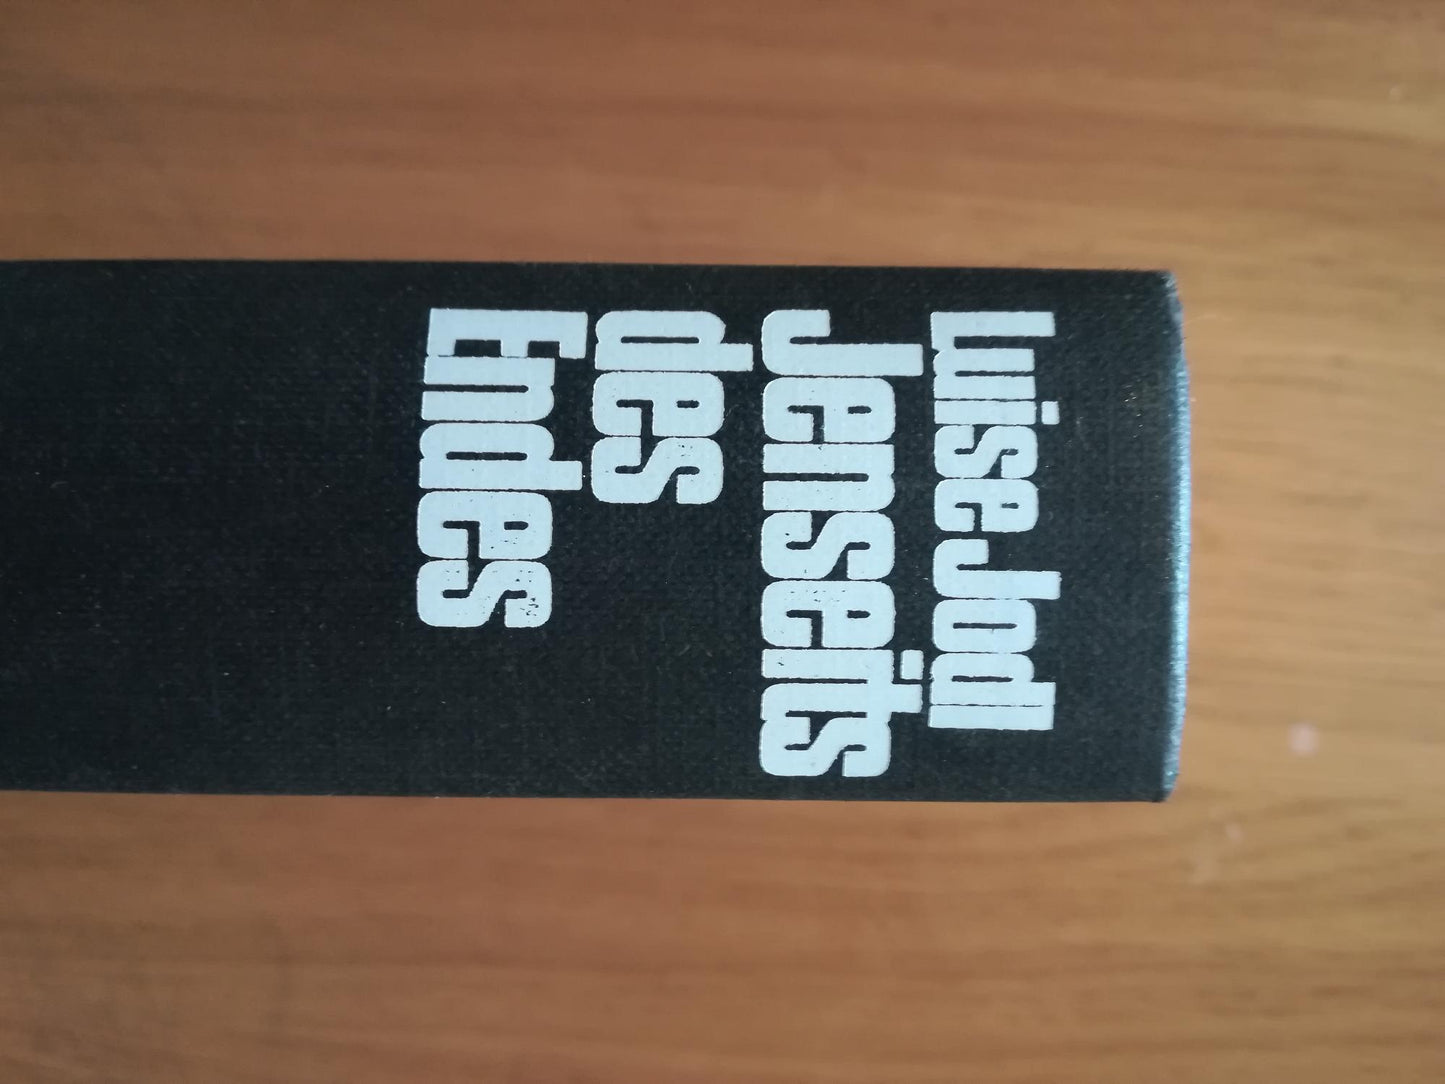 Luise Jodl
Jenseits
des
Endes